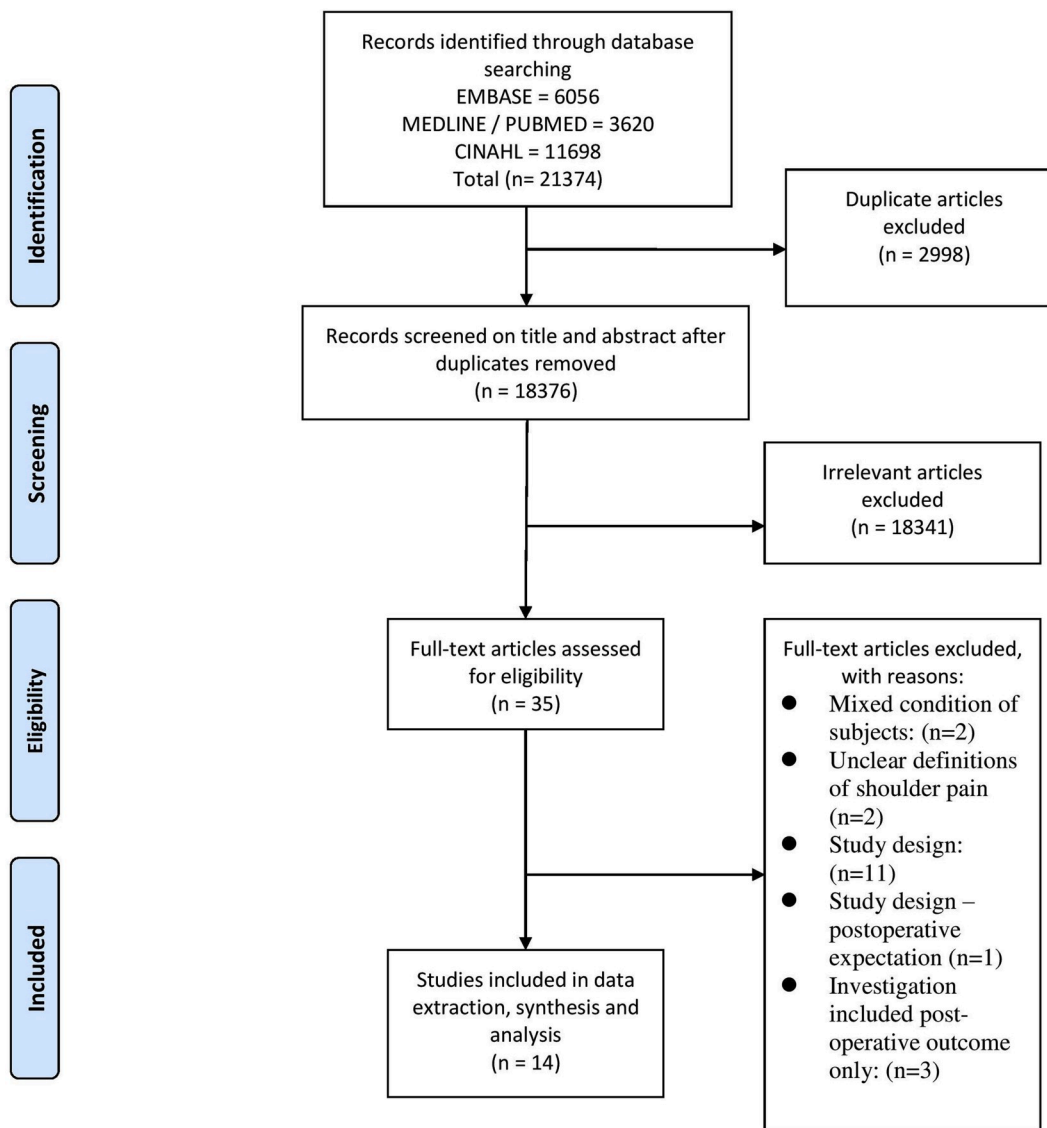 Identification
Records identified through database
searching
EMBASE = 6056
MEDLINE / PUBMED = 3620
CINAHL = 11698
Total (n= 21374)
Duplicate articles
excluded
(n = 2998)
Screening
Records screened on title and abstract after
duplicates removed
(n = 18376)
Irrelevant articles
excluded
(n = 18341)
Eligibility
Full-text articles assessed
for eligibility
(n = 35)
Full-text articles excluded,
with reasons:
● Mixed condition of
subjects: (n=2)
● Unclear definitions
of shoulder pain
(n=2)
● Study design:
(n=11)
● Study design –
postoperative
expectation (n=1)
● Investigation
included post-
operative outcome
only: (n=3)
Included
Studies included in data
extraction, synthesis and
analysis
(n = 14)